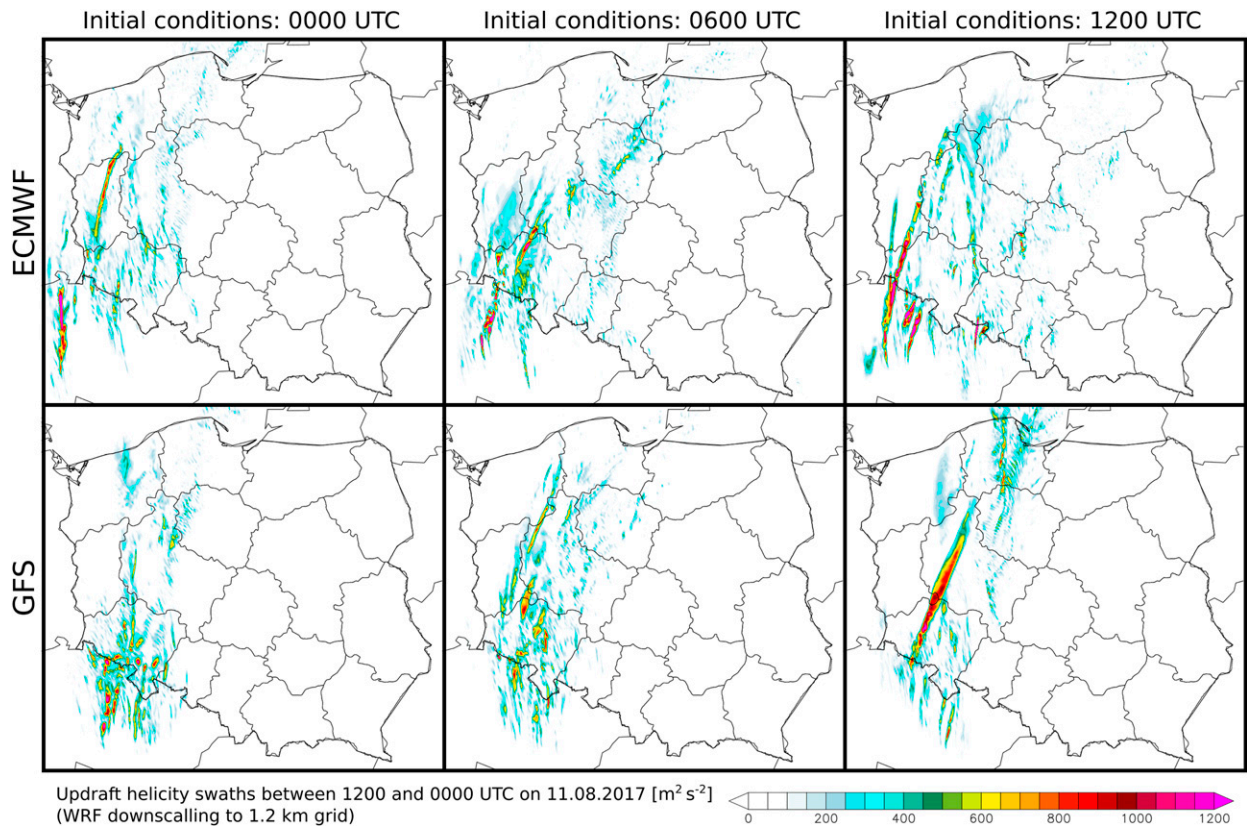 Initial conditions: 0000 UTC
Initial conditions: 0600 UTC
Initial conditions: 1200 UTC
ECMWF
GFS
Updraft helicity swaths between 1200 and 0000 UTC on 11.08.2017 [m² s⁻²]
(WRF downscalling to 1.2 km grid)
0 200 400 600 800 1000 1200